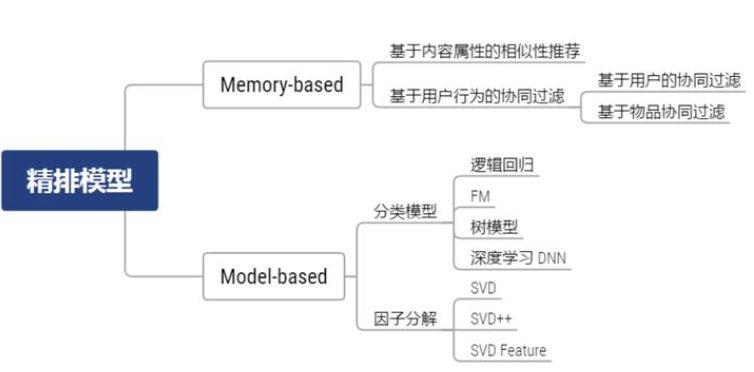 精排模型
Memory-based
基于内容属性的相似性推荐
基于用户行为的协同过滤
基于用户的协同过滤
基于物品协同过滤
Model-based
分类模型
逻辑回归
FM
树模型
深度学习 DNN
因子分解
SVD
SVD++
SVD Feature